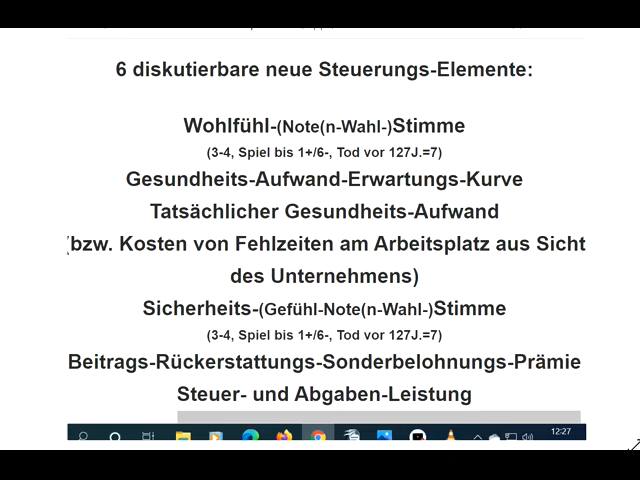 6 diskutierbare neue Steuerungs-Elemente:
Wohlfühl-(Note(n-Wahl-)Stimme
(3-4, Spiel bis 1+/6-, Tod vor 127J.=7)
Gesundheits-Aufwand-Erwartungs-Kurve
Tatsächlicher Gesundheits-Aufwand
(bzw. Kosten von Fehlzeiten am Arbeitsplatz aus Sicht
des Unternehmens)
Sicherheits-(Gefühl-Note(n-Wahl-)Stimme
(3-4, Spiel bis 1+/6-, Tod vor 127J.=7)
Beitrags-Rückerstattungs-Sonderbelohnungs-Prämie
Steuer- und Abgaben-Leistung
12:27